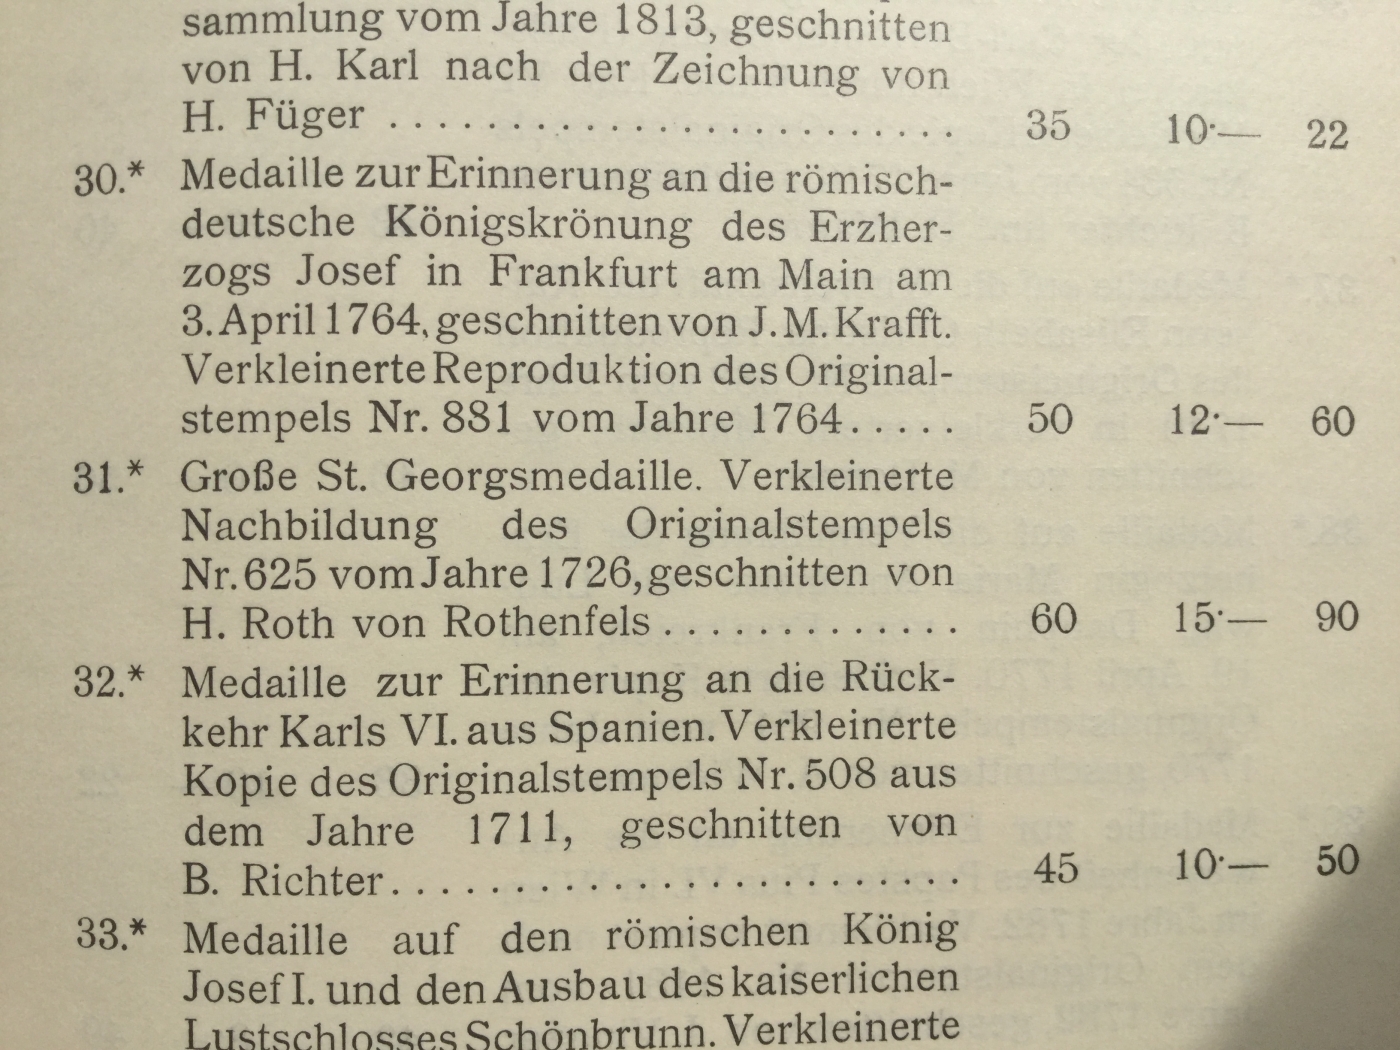 sammlung vom Jahre 1813, geschnitten
von H. Karl nach der Zeichnung von
H. Füger ........................ 35 10·— 22
30.* Medaille zur Erinnerung an die römisch-
deutsche Königskrönung des Erzher-
zogs Josef in Frankfurt am Main am
3. April 1764, geschnitten von J. M. Krafft.
Verkleinerte Reproduktion des Original-
stempels Nr. 881 vom Jahre 1764..... 50 12·— 60
31.* Große St. Georgsmedaille. Verkleinerte
Nachbildung des Originalstempels
Nr. 625 vom Jahre 1726, geschnitten von
H. Roth von Rothenfels ............. 60 15·— 90
32.* Medaille zur Erinnerung an die Rück-
kehr Karls VI. aus Spanien. Verkleinerte
Kopie des Originalstempels Nr. 508 aus
dem Jahre 1711, geschnitten von
B. Richter........................ 45 10·— 50
33.* Medaille auf den römischen König
Josef I. und den Ausbau des kaiserlichen
Lustschlosses Schönbrunn. Verkleinerte